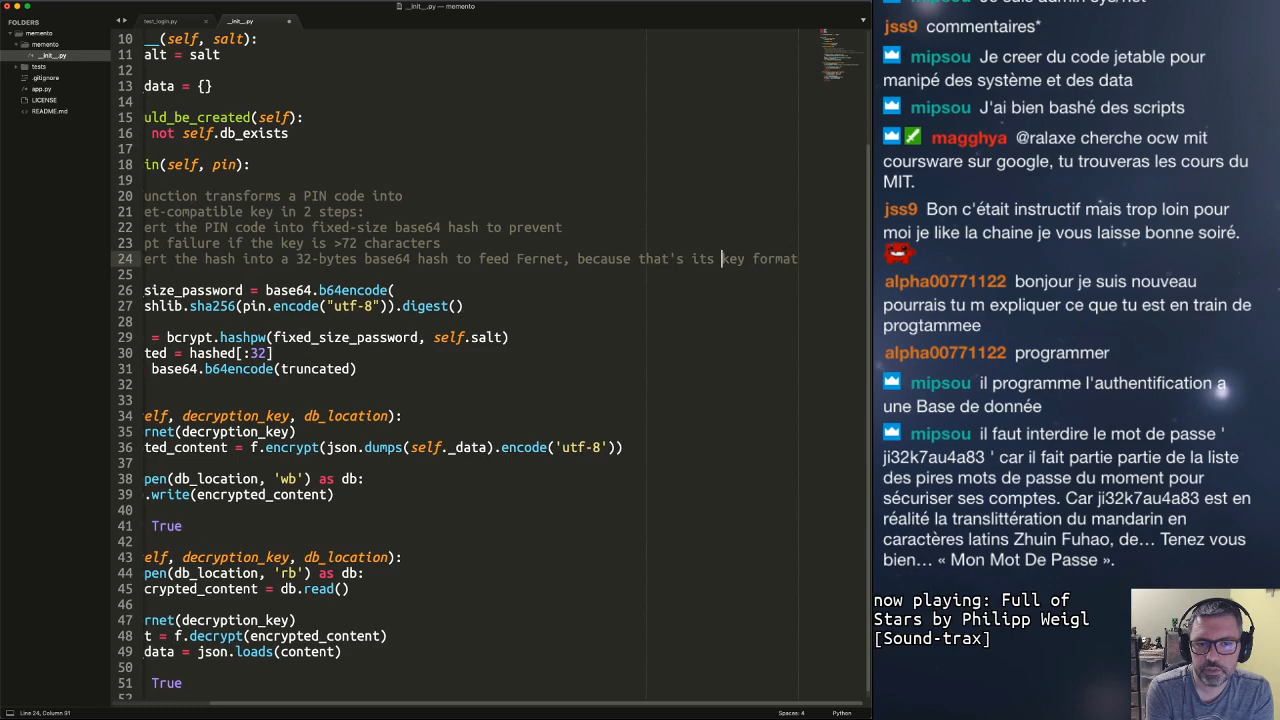 __init__.py — memento
FOLDERS
memento
memento
__init__.py
tests
.gitignore
app.py
LICENSE
README.md
test_login.py
__init__.py
10 __(self, salt):
11 alt = salt
12
13 data = {}
14
15 uld_be_created(self):
16 not self.db_exists
17
18 in(self, pin):
19
20 unction transforms a PIN code into
21 et-compatible key in 2 steps:
22 ert the PIN code into fixed-size base64 hash to prevent
23 pt failure if the key is >72 characters
24 ert the hash into a 32-bytes base64 hash to feed Fernet, because that's its key format
25
26 size_password = base64.b64encode(
27 shlib.sha256(pin.encode("utf-8")).digest()
28
29 = bcrypt.hashpw(fixed_size_password, self.salt)
30 ted = hashed[:32]
31 base64.b64encode(truncated)
32
33
34 elf, decryption_key, db_location):
35 rnet(decryption_key)
36 ted_content = f.encrypt(json.dumps(self._data).encode('utf-8'))
37
38 pen(db_location, 'wb') as db:
39 .write(encrypted_content)
40
41 True
42
43 elf, decryption_key, db_location):
44 pen(db_location, 'rb') as db:
45 crypted_content = db.read()
46
47 rnet(decryption_key)
48 t = f.decrypt(encrypted_content)
49 data = json.loads(content)
50
51 True
52
Line 24, Column 91
Spaces: 4
Python
jss9 commentaires*
mipsou Je creer du code jetable pour
manipé des système et des data
mipsou J'ai bien bashé des scripts
magghya @ralaxe cherche ocw mit
coursware sur google, tu trouveras les cours du
MIT.
jss9 Bon c'était instructif mais trop loin pour
moi je like la chaine je vous laisse bonne soiré.
alpha00771122 bonjour je suis nouveau
pourrais tu m expliquer ce que tu est en train de
progtammee
alpha00771122 programmer
mipsou il programme l'authentification a
une Base de donnée
mipsou il faut interdire le mot de passe '
ji32k7au4a83 ' car il fait partie partie de la liste
des pires mots de passe du moment pour
sécuriser ses comptes. Car ji32k7au4a83 est en
réalité la translittération du mandarin en
caractères latins Zhuin Fuhao, de... Tenez vous
bien... « Mon Mot De Passe ».
now playing: Full of
Stars by Philipp Weigl
[Sound-trax]